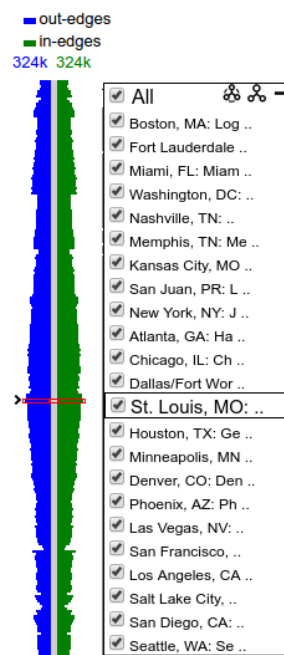 out-edges
in-edges
324k 324k
All
Boston, MA: Log ..
Fort Lauderdale ..
Miami, FL: Miam ..
Washington, DC: ..
Nashville, TN: ..
Memphis, TN: Me ..
Kansas City, MO ..
San Juan, PR: L ..
New York, NY: J ..
Atlanta, GA: Ha ..
Chicago, IL: Ch ..
Dallas/Fort Wor ..
St. Louis, MO: ..
Houston, TX: Ge ..
Minneapolis, MN ..
Denver, CO: Den ..
Phoenix, AZ: Ph ..
Las Vegas, NV: ..
San Francisco, ..
Los Angeles, CA ..
Salt Lake City, ..
San Diego, CA: ..
Seattle, WA: Se ..